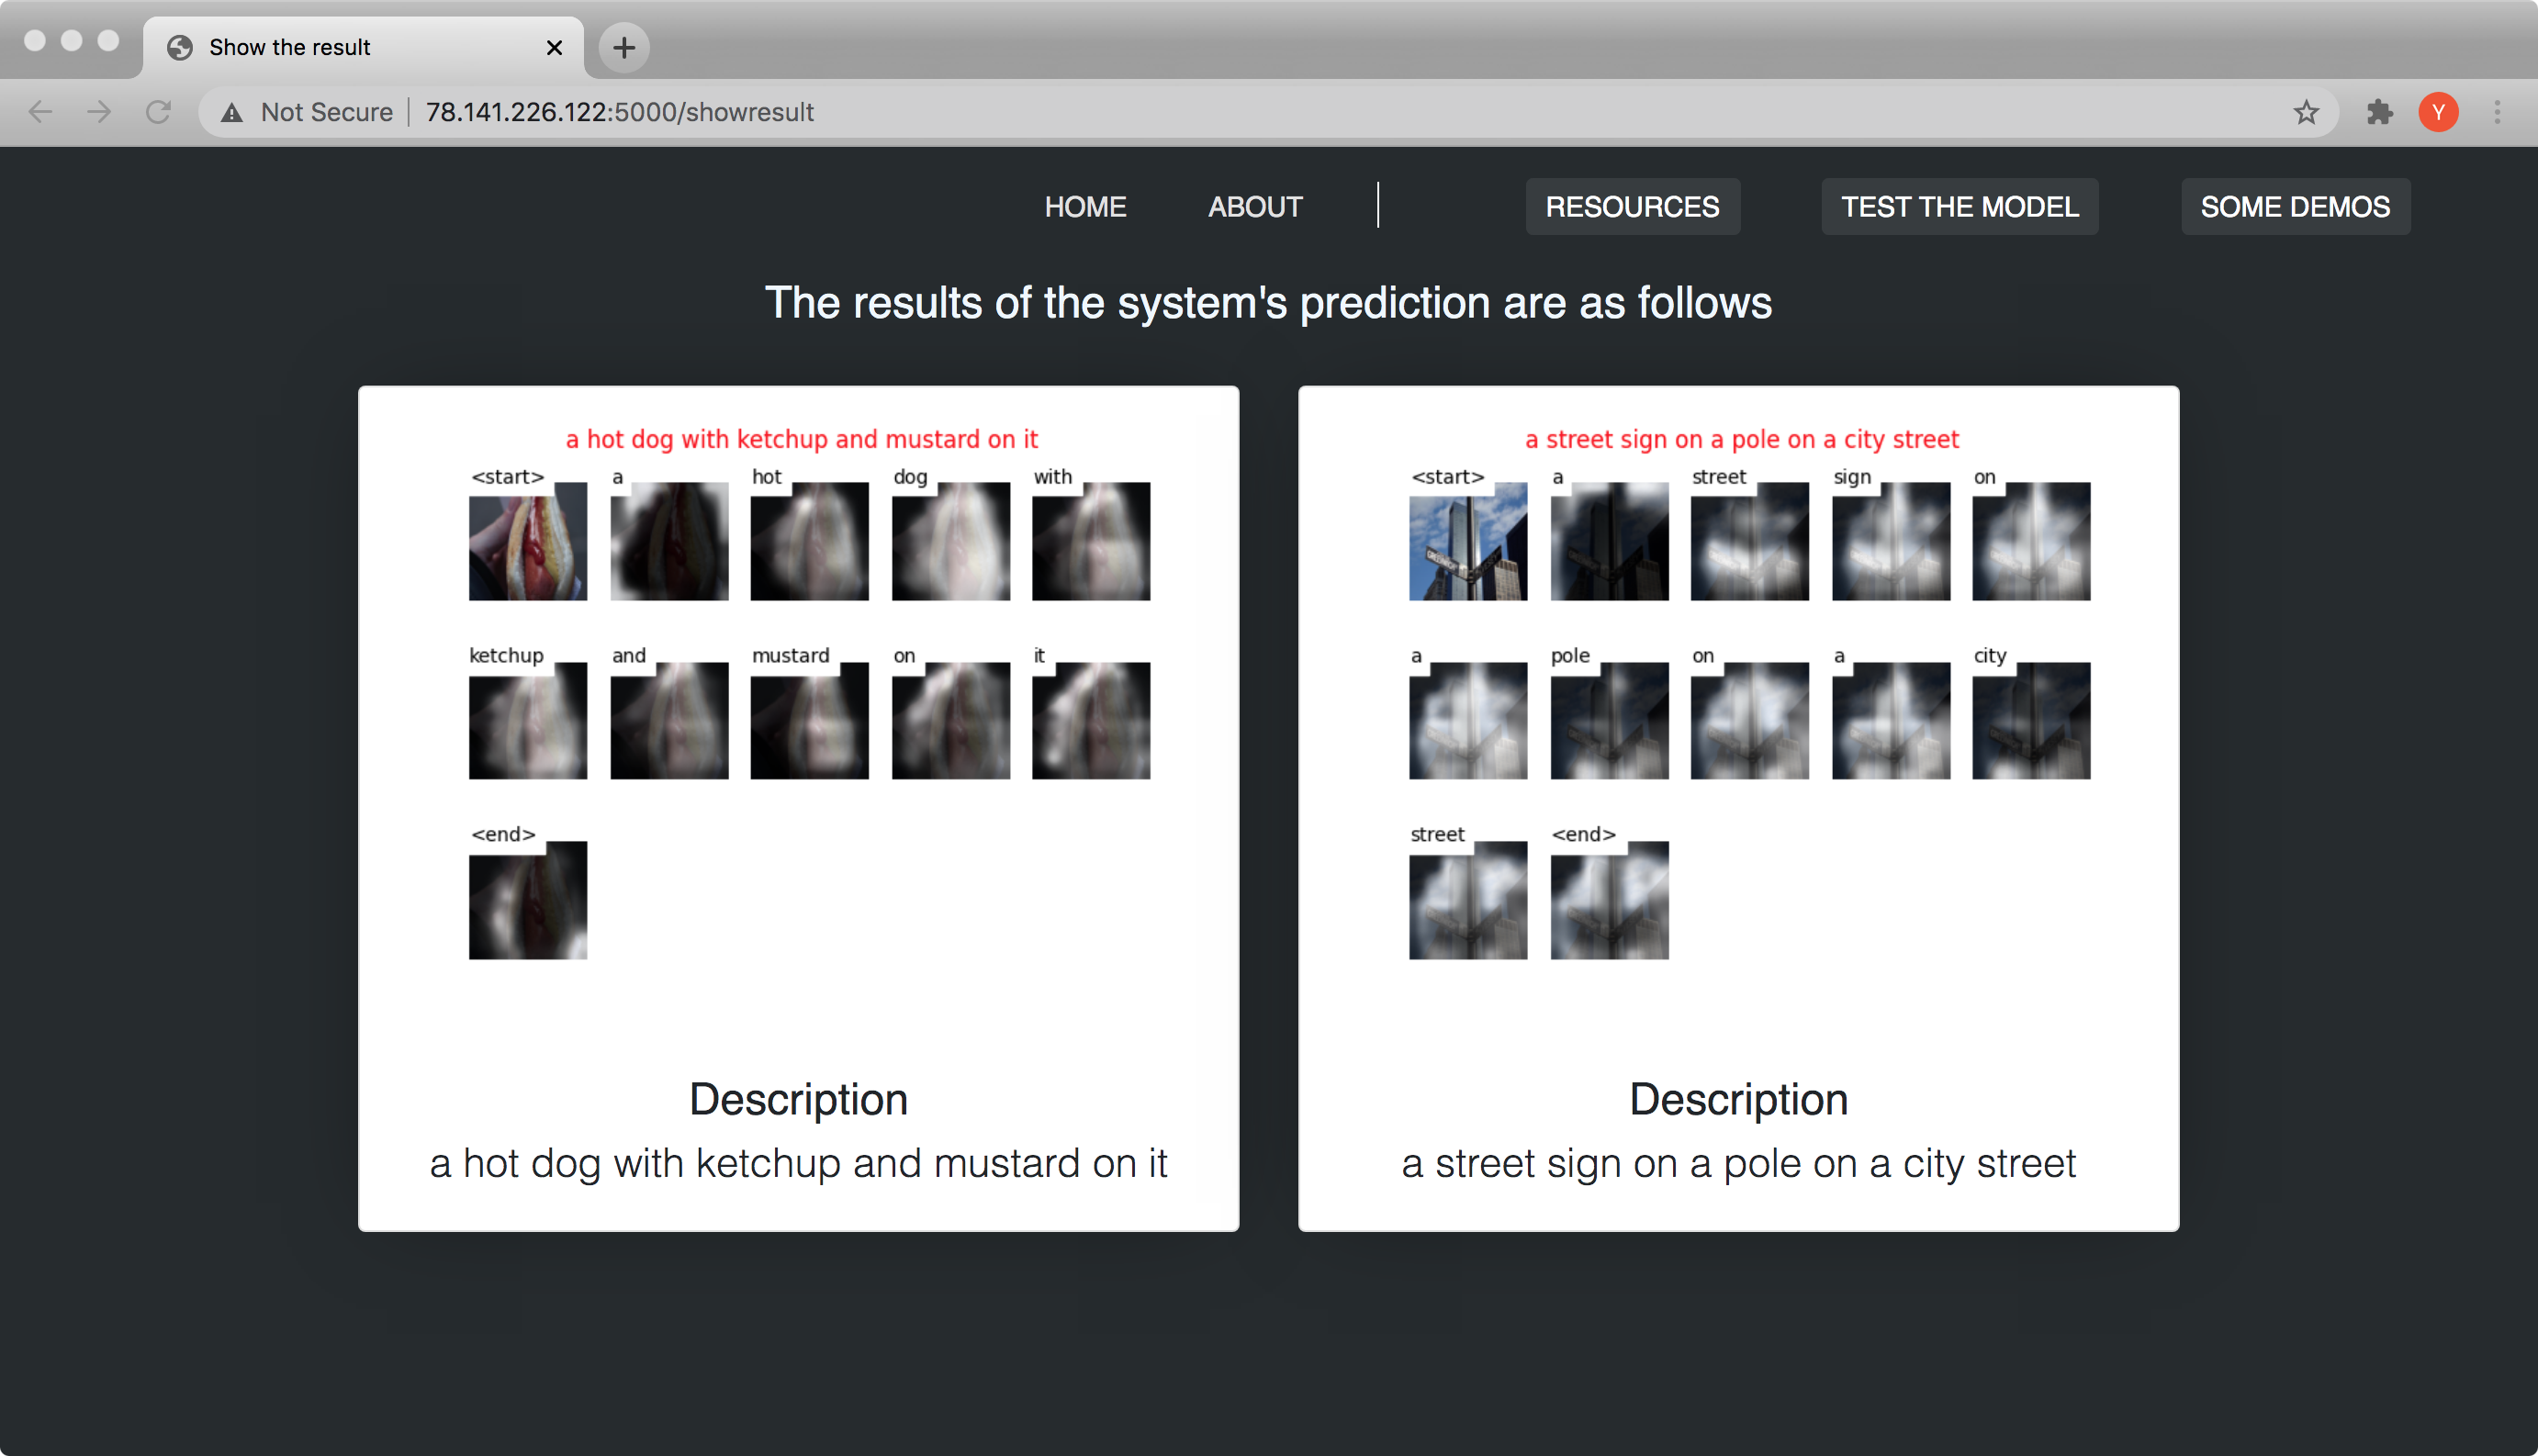 Show the result
Not Secure
78.141.226.122:5000/showresult
Y
HOME ABOUT RESOURCES TEST THE MODEL SOME DEMOS
The results of the system's prediction are as follows
a hot dog with ketchup and mustard on it
<start> a hot dog with
ketchup and mustard on it
<end>
Description
a hot dog with ketchup and mustard on it
a street sign on a pole on a city street
<start> a street sign on
a pole on a city
street <end>
Description
a street sign on a pole on a city street